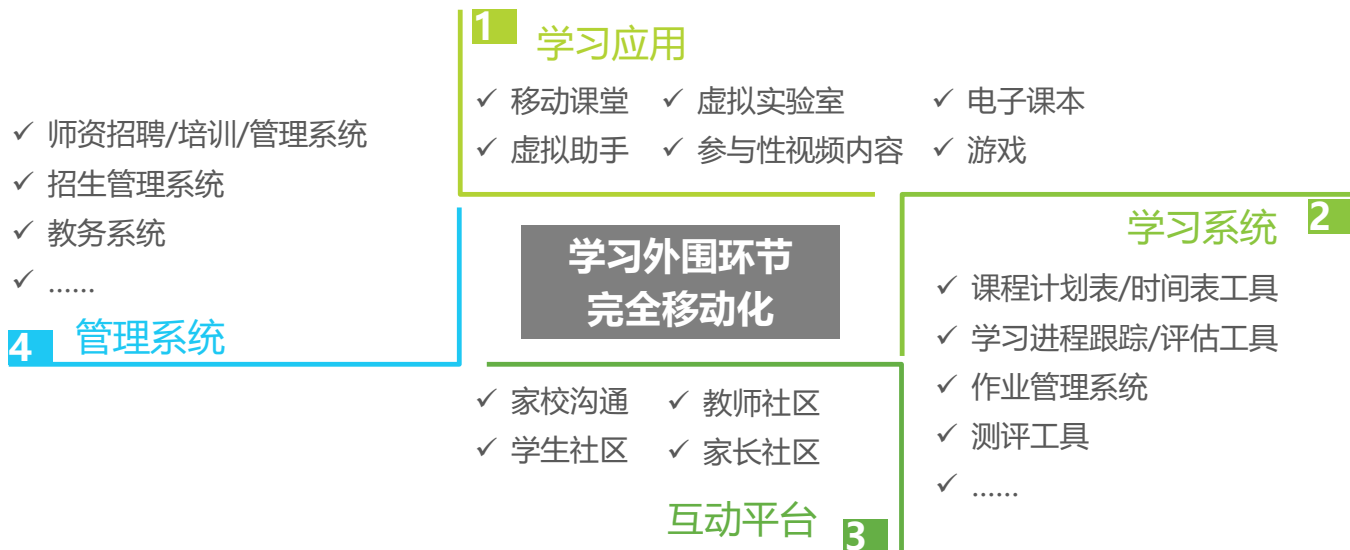 1 学习应用
✓ 移动课堂 ✓ 虚拟实验室 ✓ 电子课本
✓ 虚拟助手 ✓ 参与性视频内容 ✓ 游戏
学习系统 2
✓ 课程计划表/时间表工具
✓ 学习进程跟踪/评估工具
✓ 作业管理系统
✓ 测评工具
✓ ......
学习外围环节
完全移动化
✓ 家校沟通 ✓ 教师社区
✓ 学生社区 ✓ 家长社区
互动平台 3
✓ 师资招聘/培训/管理系统
✓ 招生管理系统
✓ 教务系统
✓ ......
4 管理系统